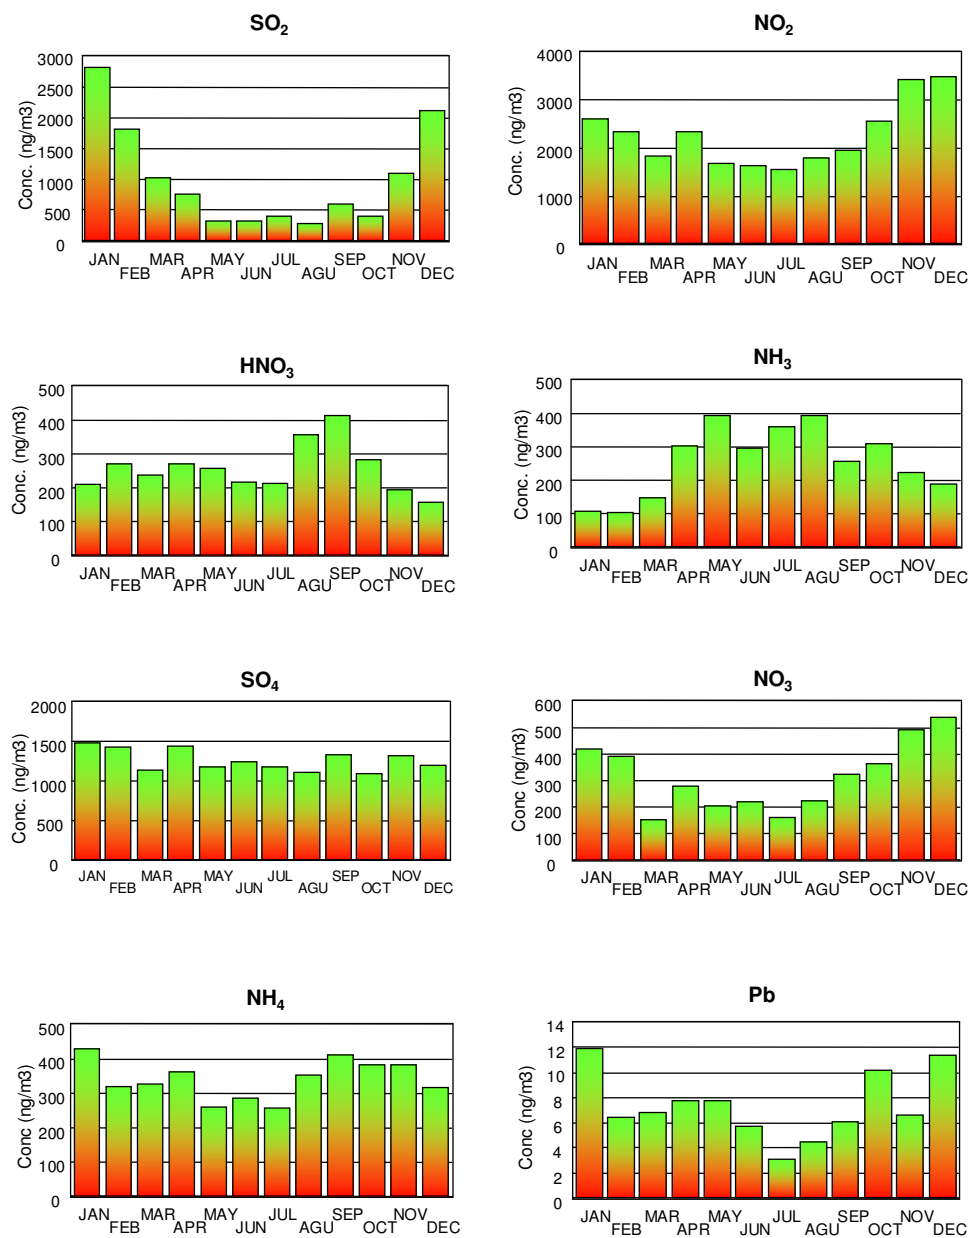 SO2
Conc. (ng/m3)
3000
2500
2000
1500
1000
500
0
JAN MAR MAY JUL SEP NOV
FEB APR JUN AGU OCT DEC
NO2
Conc. (ng/m3)
4000
3000
2000
1000
0
JAN MAR MAY JUL SEP NOV
FEB APR JUN AGU OCT DEC
HNO3
Conc. (ng/m3)
500
400
300
200
100
0
JAN MAR MAY JUL SEP NOV
FEB APR JUN AGU OCT DEC
NH3
Conc. (ng/m3)
500
400
300
200
100
0
JAN MAR MAY JUL SEP NOV
FEB APR JUN AGU OCT DEC
SO4
Conc. (ng/m3)
2000
1500
1000
500
0
JAN MAR MAY JUL SEP NOV
FEB APR JUN AGU OCT DEC
NO3
Conc (ng/m3)
600
500
400
300
200
100
0
JAN MAR MAY JUL SEP NOV
FEB APR JUN AGU OCT DEC
NH4
Conc (ng/m3)
500
400
300
200
100
0
JAN MAR MAY JUL SEP NOV
FEB APR JUN AGU OCT DEC
Pb
Conc (ng/m3)
14
12
10
8
6
4
2
0
JAN MAR MAY JUL SEP NOV
FEB APR JUN AGU OCT DEC